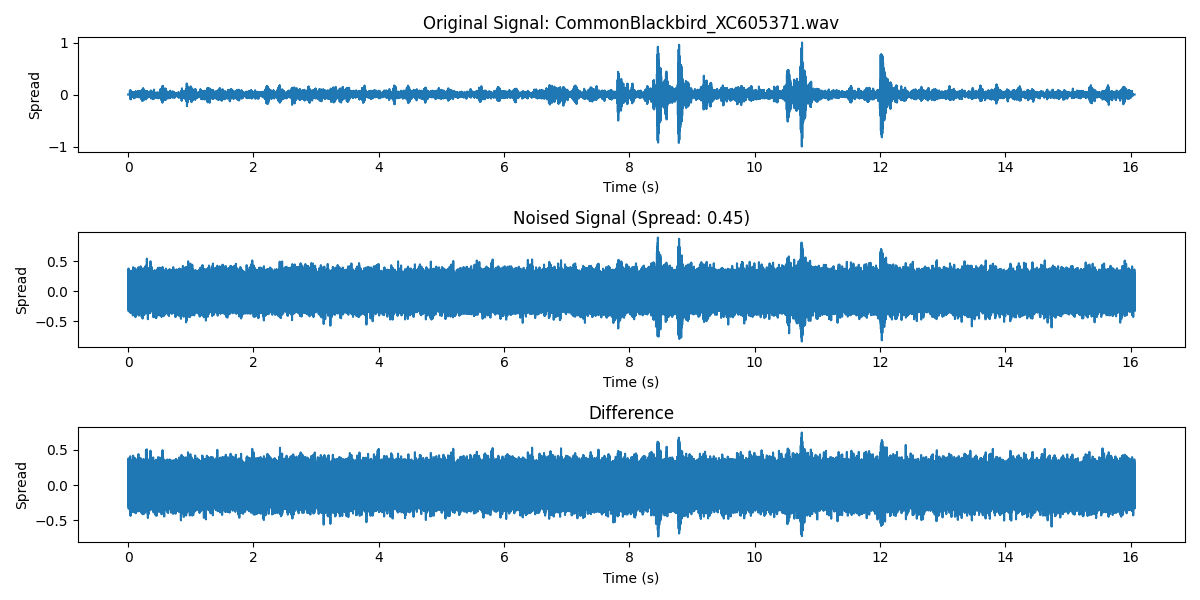 Original Signal: CommonBlackbird_XC605371.wav
1
0
−1
Spread
0 2 4 6 8 10 12 14 16
Time (s)
Noised Signal (Spread: 0.45)
0.5
0.0
−0.5
Spread
0 2 4 6 8 10 12 14 16
Time (s)
Difference
0.5
0.0
−0.5
Spread
0 2 4 6 8 10 12 14 16
Time (s)